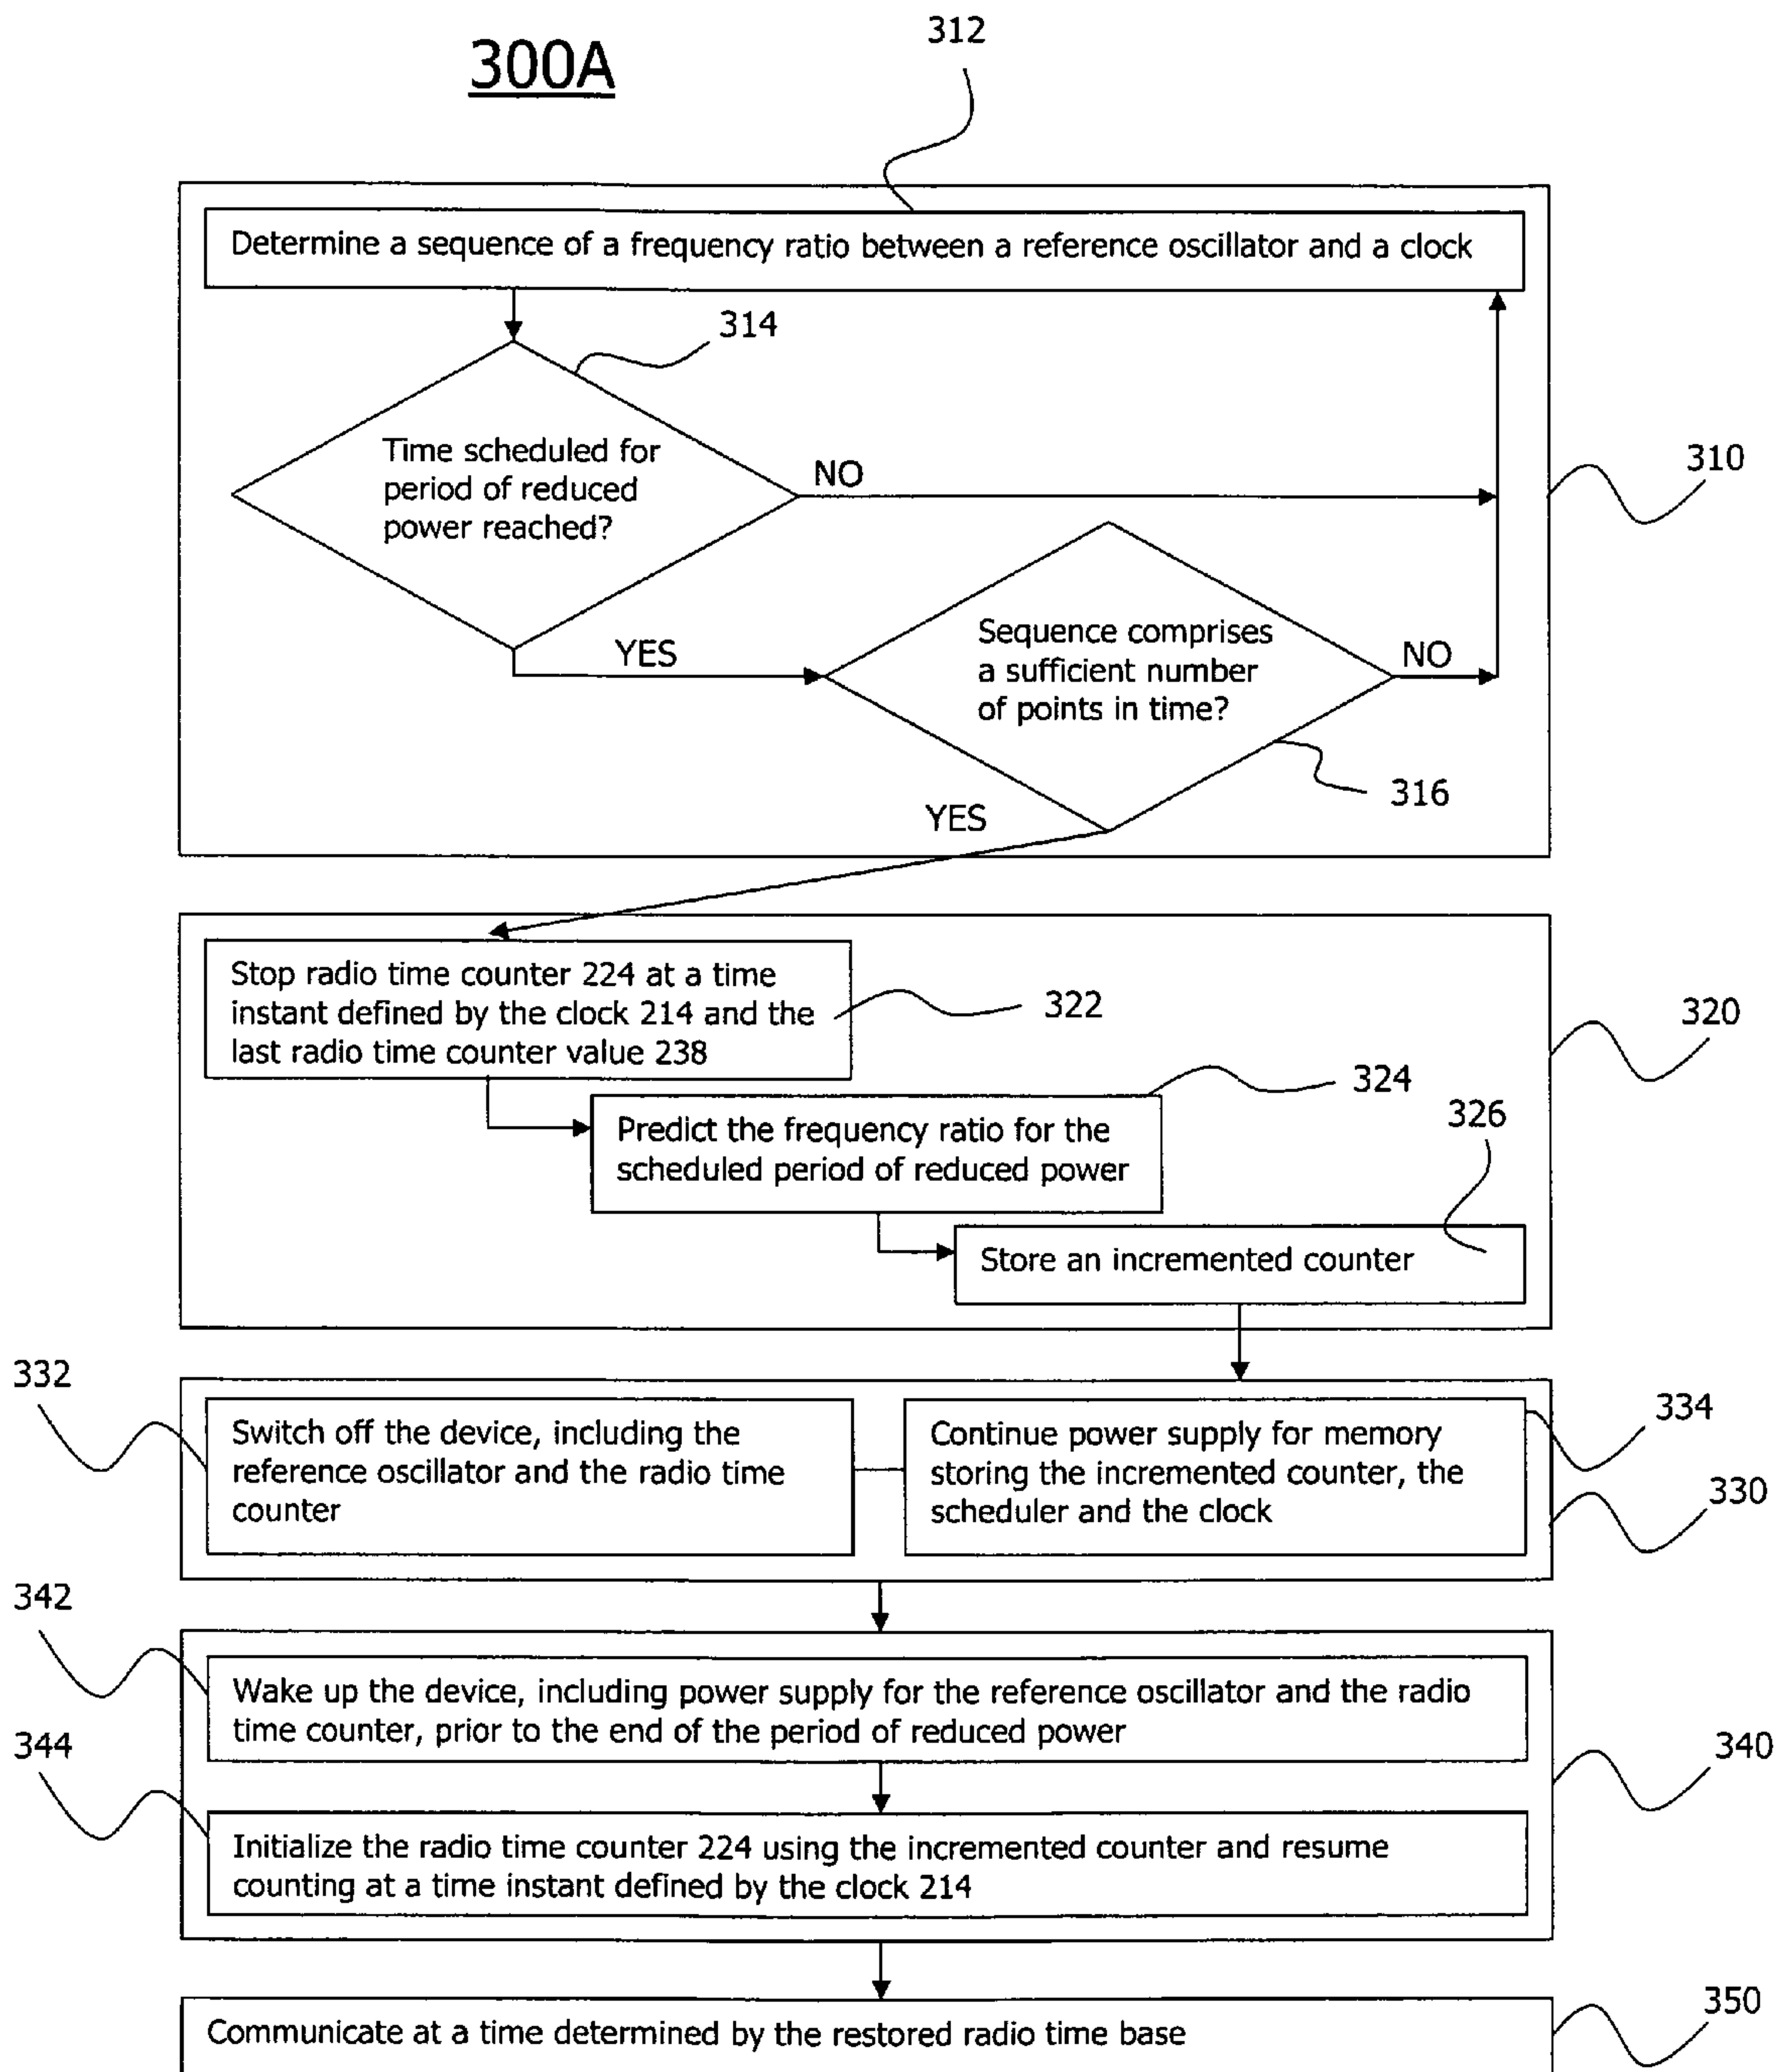 300A
312
Determine a sequence of a frequency ratio between a reference oscillator and a clock
314
Time scheduled for
period of reduced
power reached?
NO
310
YES
Sequence comprises
a sufficient number
of points in time?
NO
316
YES
Stop radio time counter 224 at a time
instant defined by the clock 214 and the
last radio time counter value 238
322
320
324
Predict the frequency ratio for the
scheduled period of reduced power
326
Store an incremented counter
332
Switch off the device, including the
reference oscillator and the radio time
counter
Continue power supply for memory
storing the incremented counter, the
scheduler and the clock
334
330
342
Wake up the device, including power supply for the reference oscillator and the radio
time counter, prior to the end of the period of reduced power
344
340
Initialize the radio time counter 224 using the incremented counter and resume
counting at a time instant defined by the clock 214
350
Communicate at a time determined by the restored radio time base